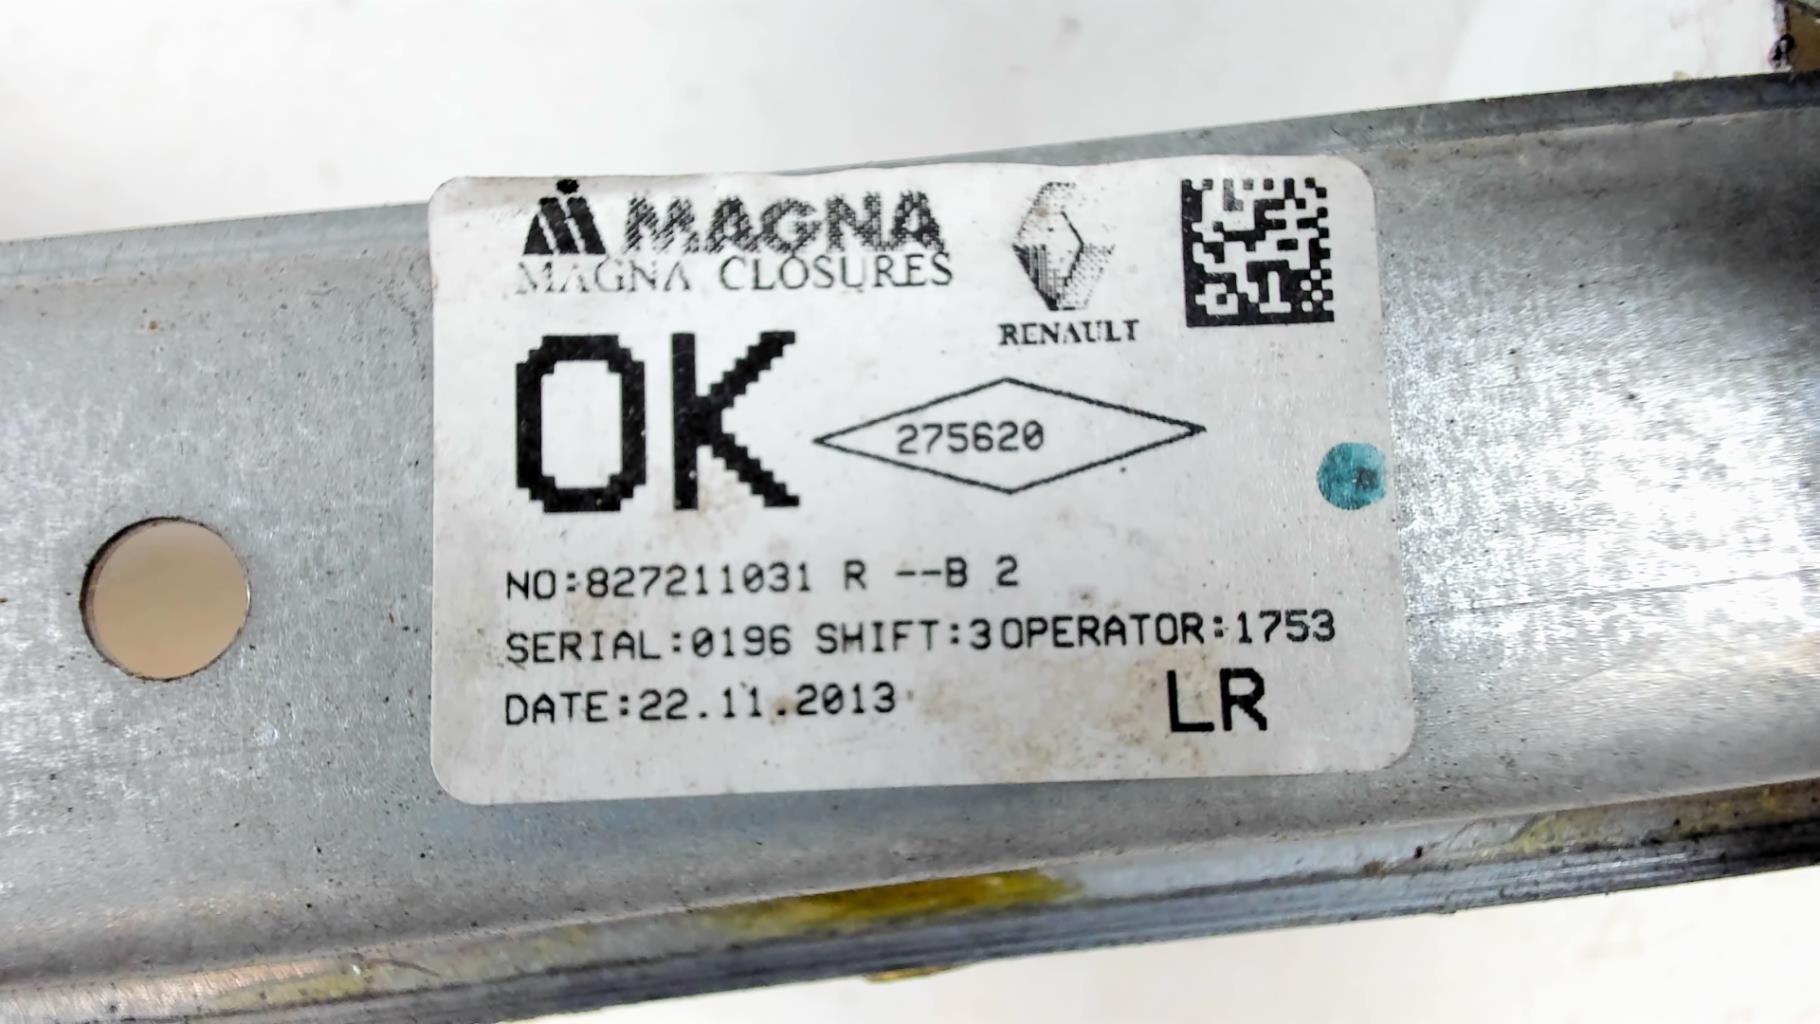 MAGNA
MAGNA CLOSURES
RENAULT
OK
275620
NO:827211031 R --B 2
SERIAL:0196 SHIFT:3OPERATOR:1753
DATE:22.11.2013
LR